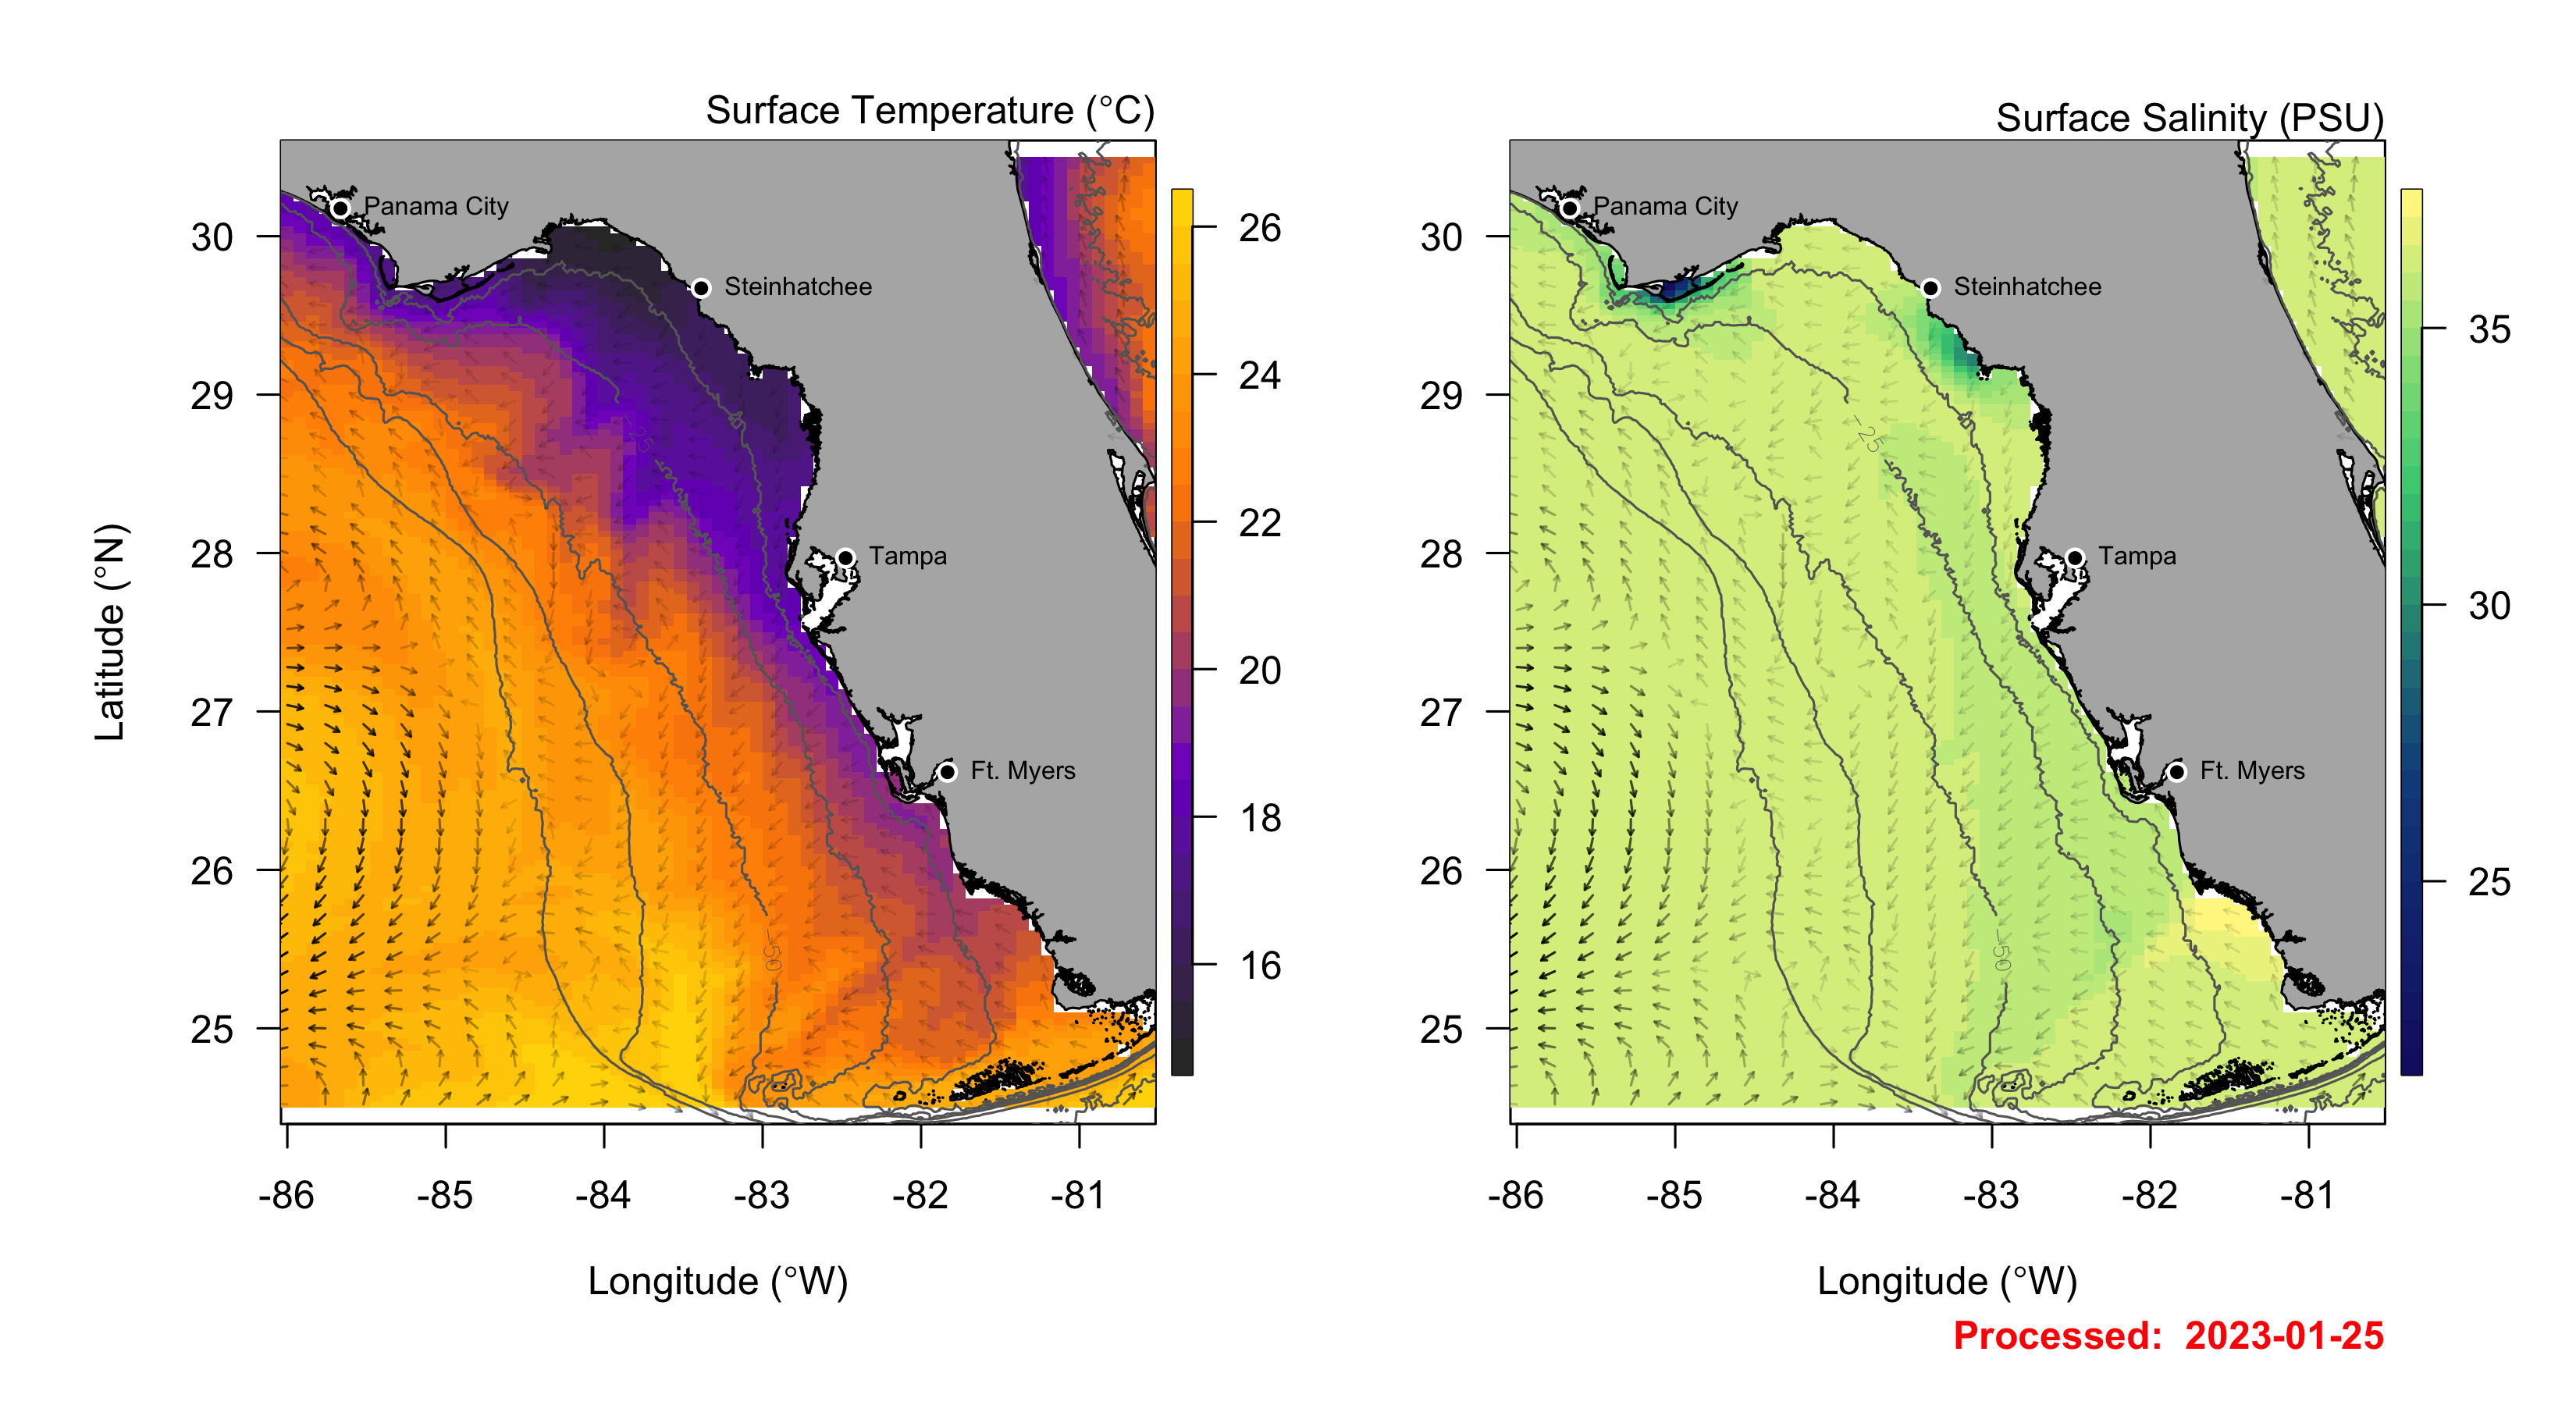 Surface Temperature (°C)
Panama City
Steinhatchee
Tampa
Ft. Myers
-25
-50
30
29
28
27
26
25
Latitude (°N)
-86 -85 -84 -83 -82 -81
Longitude (°W)
26
24
22
20
18
16
Surface Salinity (PSU)
Panama City
Steinhatchee
Tampa
Ft. Myers
-25
-50
30
29
28
27
26
25
-86 -85 -84 -83 -82 -81
Longitude (°W)
35
30
25
Processed: 2023-01-25